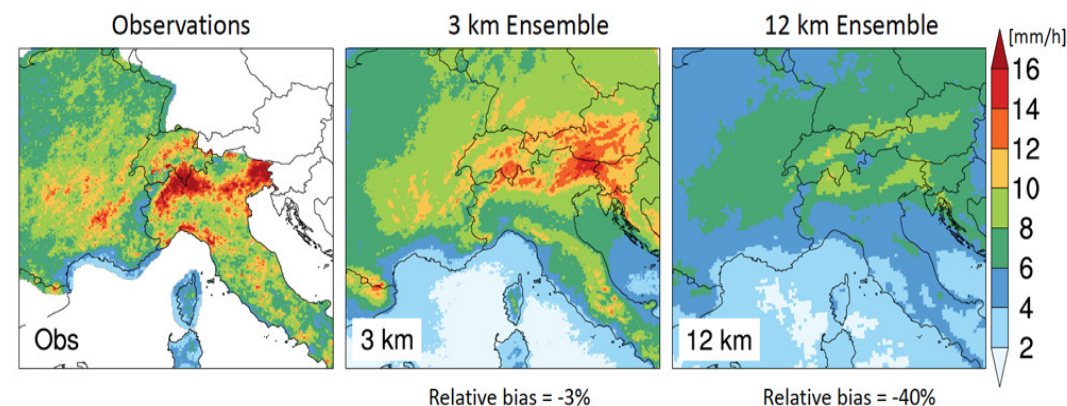 Observations
3 km Ensemble
12 km Ensemble
[mm/h]
16
14
12
10
8
6
4
2
Obs
3 km
12 km
Relative bias = -3%
Relative bias = -40%